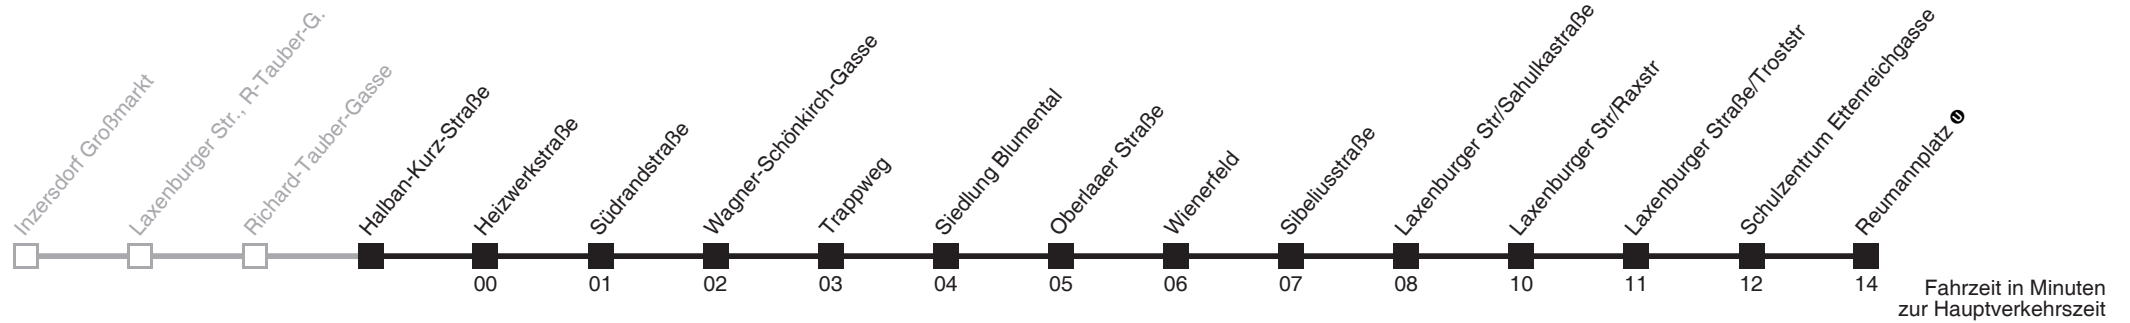 Inzersdorf Großmarkt
Laxenburger Str., R-Tauber-G.
Richard-Tauber-Gasse
Halban-Kurz-Straße
Heizwerkstraße
Südrandstraße
Wagner-Schönkirch-Gasse
Trappweg
Siedlung Blumental
Oberlaaer Straße
Wienerfeld
Sibeliusstraße
Laxenburger Str/Sahulkastraße
Laxenburger Str/Raxstr
Laxenburger Straße/Troststr
Schulzentrum Ettenreichgasse
Reumannplatz U
00 01 02 03 04 05 06 07 08 10 11 12 14
Fahrzeit in Minuten
zur Hauptverkehrszeit